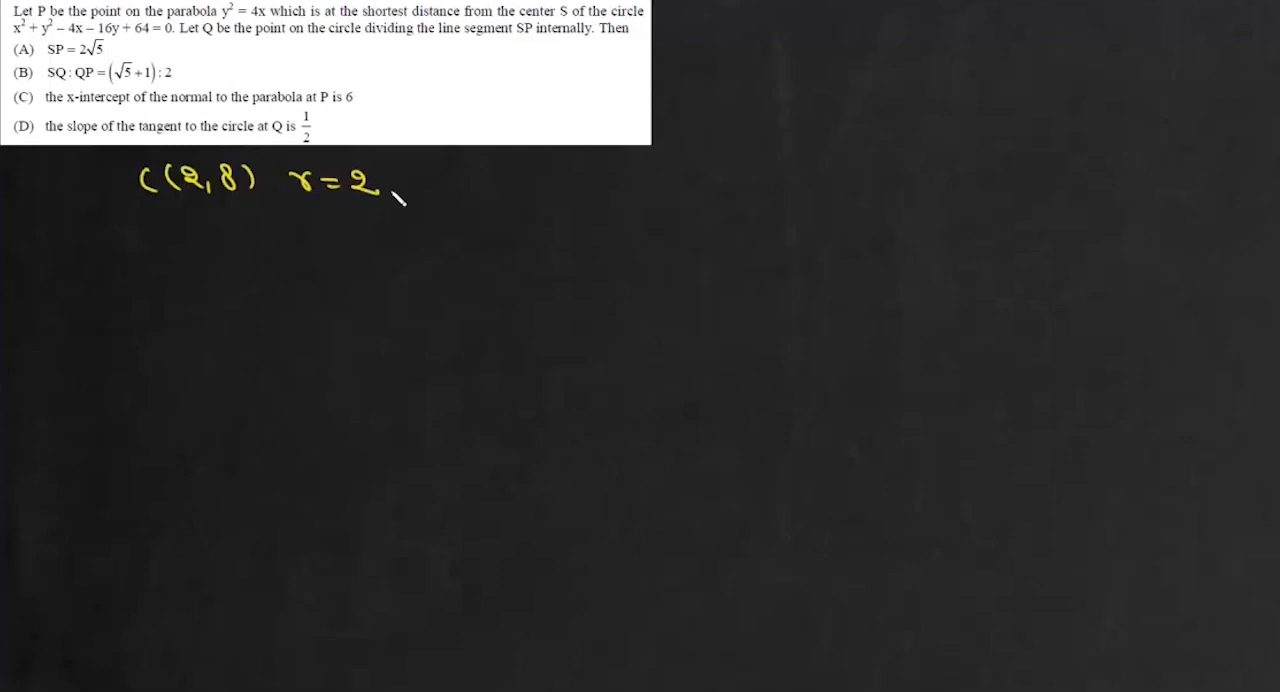 Let P be the point on the parabola y² = 4x which is at the shortest distance from the center S of the circle
x² + y² − 4x − 16y + 64 = 0. Let Q be the point on the circle dividing the line segment SP internally. Then
(A) SP = 2√5
(B) SQ : QP = (√5 + 1) : 2
(C) the x-intercept of the normal to the parabola at P is 6
(D) the slope of the tangent to the circle at Q is 1/2
C(2,8) r=2